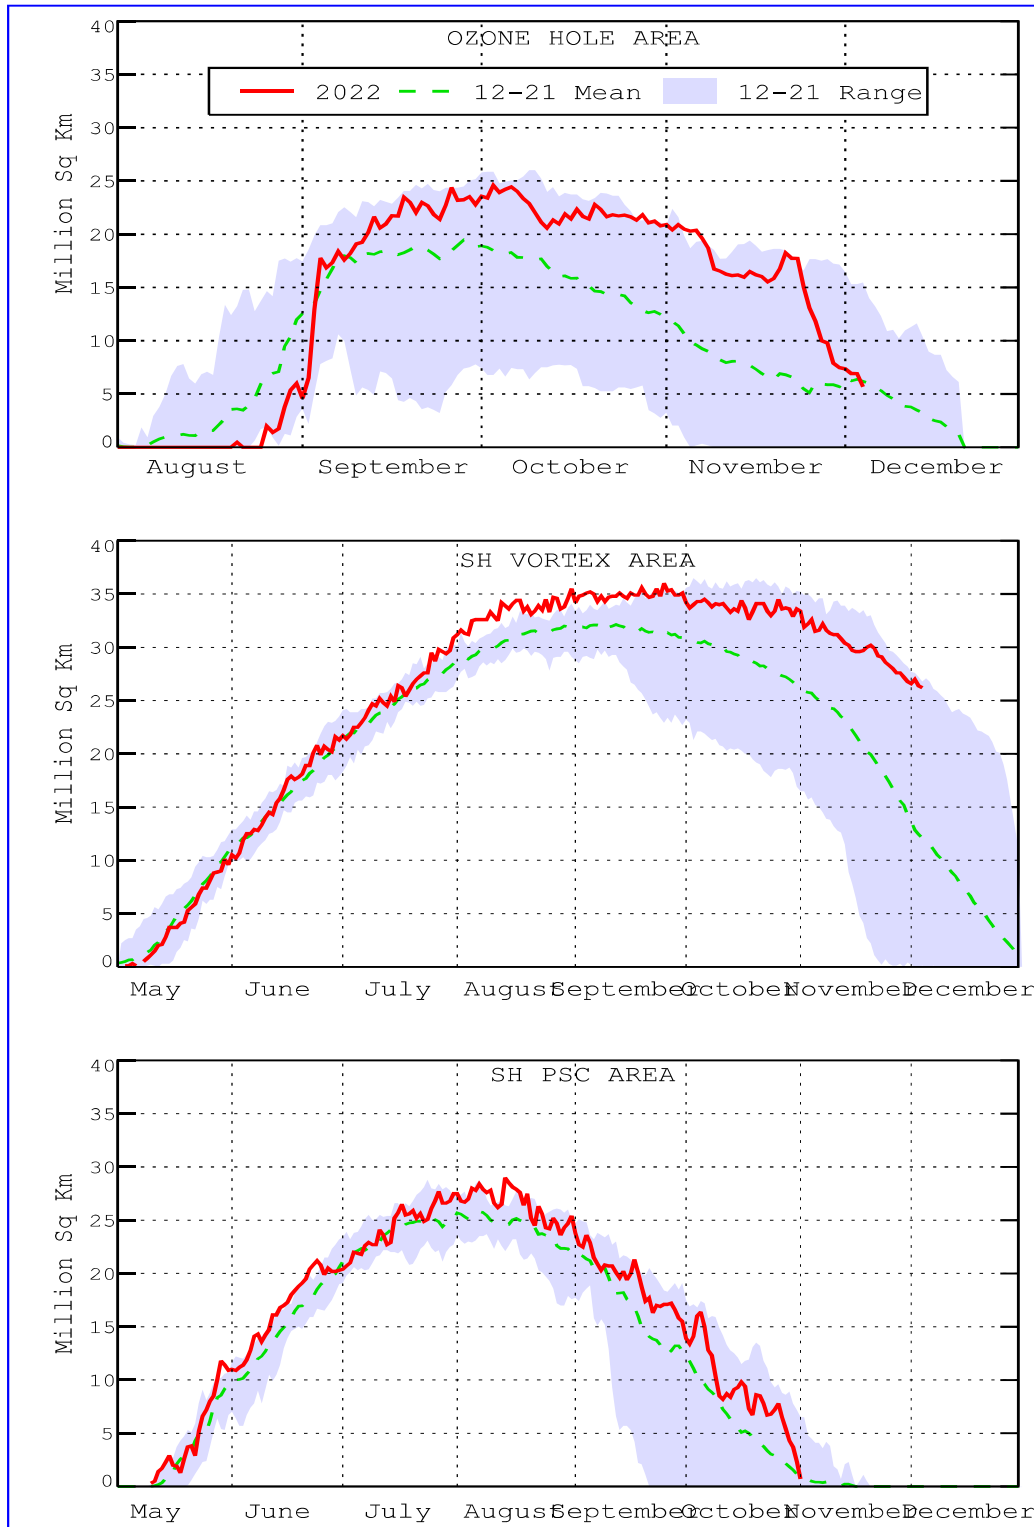 OZONE HOLE AREA
2022 12-21 Mean 12-21 Range
Million Sq Km
40
35
30
25
20
15
10
5
0
August September October November December
SH VORTEX AREA
Million Sq Km
40
35
30
25
20
15
10
5
0
May June July August September October November December
SH PSC AREA
Million Sq Km
40
35
30
25
20
15
10
5
0
May June July August September October November December